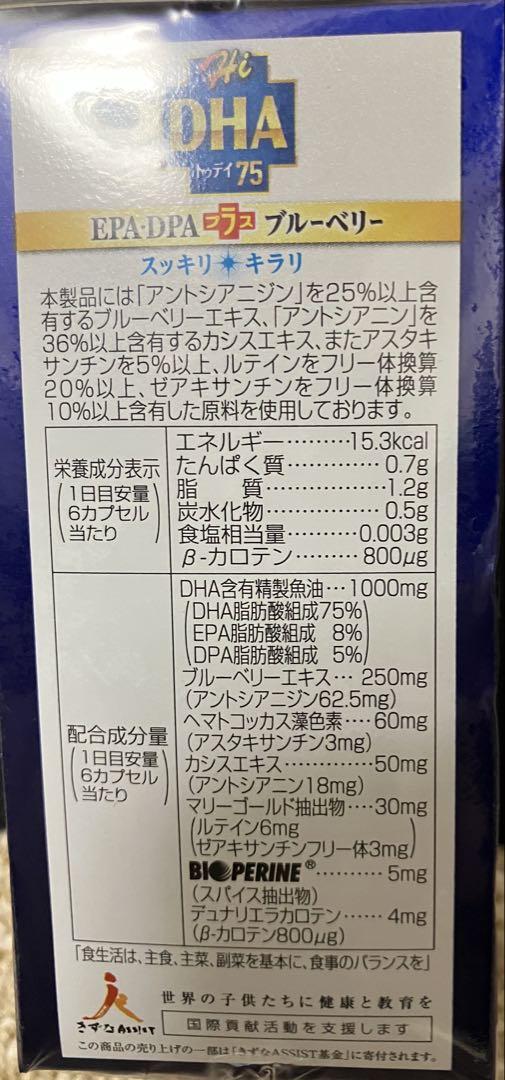 Hi
DHA
トゥデイ75
EPA・DPA プラス ブルーベリー
スッキリ キラリ
本製品には「アントシアニジン」を25%以上含
有するブルーベリーエキス、「アントシアニン」を
36%以上含有するカシスエキス、またアスタキ
サンチンを5%以上、ルテインをフリー体換算
20%以上、ゼアキサンチンをフリー体換算
10%以上含有した原料を使用しております。
栄養成分表示
(1日目安量
6カプセル
当たり)
エネルギー………15.3kcal
たんぱく質…………0.7g
脂　　質……………1.2g
炭水化物……………0.5g
食塩相当量………0.003g
β-カロテン………800μg
配合成分量
(1日目安量
6カプセル
当たり)
DHA含有精製魚油…1000mg
(DHA脂肪酸組成75%
EPA脂肪酸組成 8%
DPA脂肪酸組成 5%)
ブルーベリーエキス… 250mg
(アントシアニジン62.5mg)
ヘマトコッカス藻色素‥‥60mg
(アスタキサンチン3mg)
カシスエキス…………50mg
(アントシアニン18mg)
マリーゴールド抽出物‥‥30mg
(ルテイン6mg
ゼアキサンチンフリー体3mg)
BIOPERINE®………… 5mg
(スパイス抽出物)
デュナリエラカロテン…… 4mg
(β-カロテン800μg)
「食生活は、主食、主菜、副菜を基本に、食事のバランスを」
きずなASSIST
世界の子供たちに健康と教育を
国際貢献活動を支援します
この商品の売り上げの一部は「きずなASSIST基金」に寄付されます。